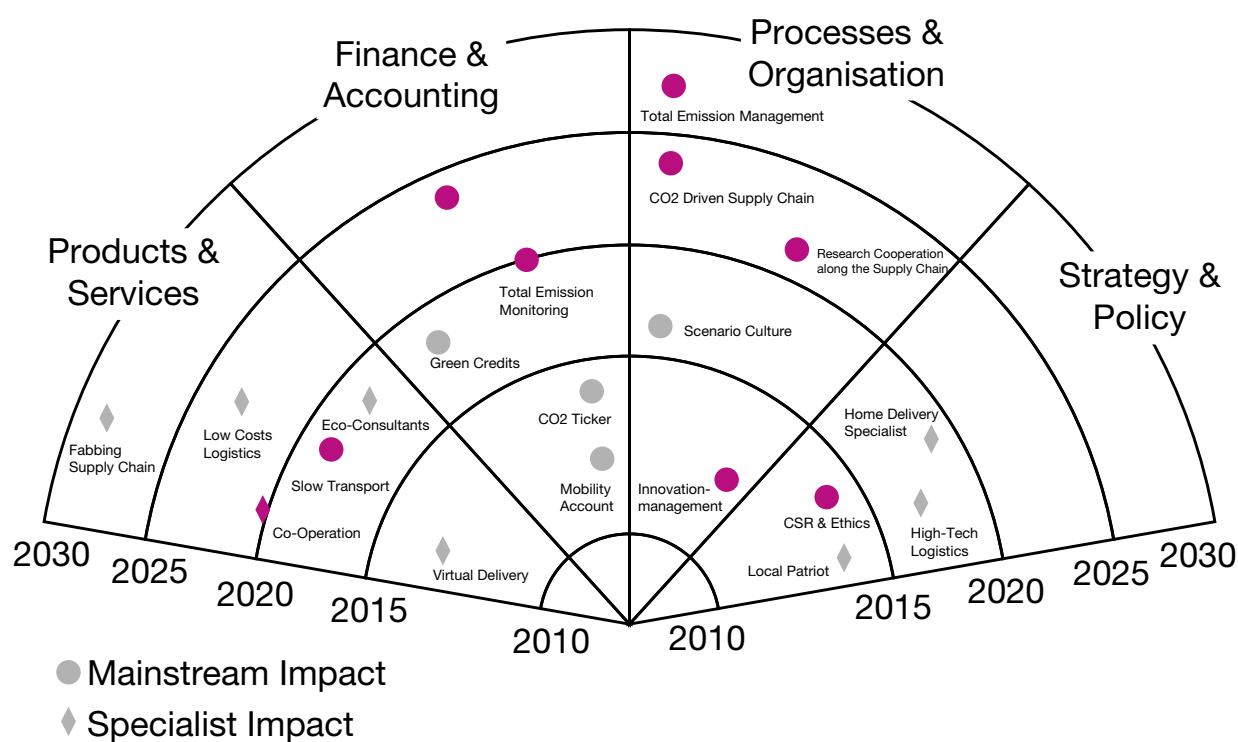 Finance &
Accounting
Processes &
Organisation
Total Emission Management
CO2 Driven Supply Chain
Research Cooperation
along the Supply Chain
Products &
Services
Strategy &
Policy
Total Emission
Monitoring
Scenario Culture
Green Credits
CO2 Ticker
Eco-Consultants
Low Costs
Logistics
Fabbing
Supply Chain
Slow Transport
Co-Operation
Mobility
Account
Innovation-
management
Home Delivery
Specialist
CSR & Ethics
High-Tech
Logistics
Virtual Delivery
Local Patriot
2030
2025
2020
2015
2010
2010
2015
2020
2025
2030
Mainstream Impact
Specialist Impact